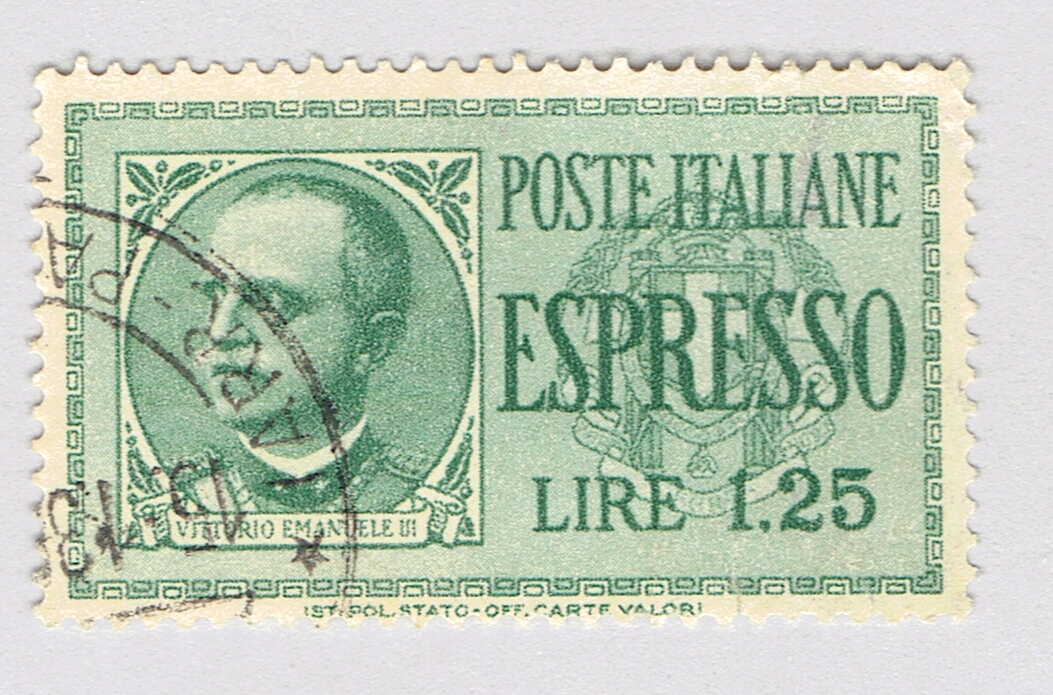 POSTE ITALIANE
ESPRESSO
LIRE 1.25
VITTORIO EMANUELE III
IST. POL. STATO - OFF. CARTE VALORI